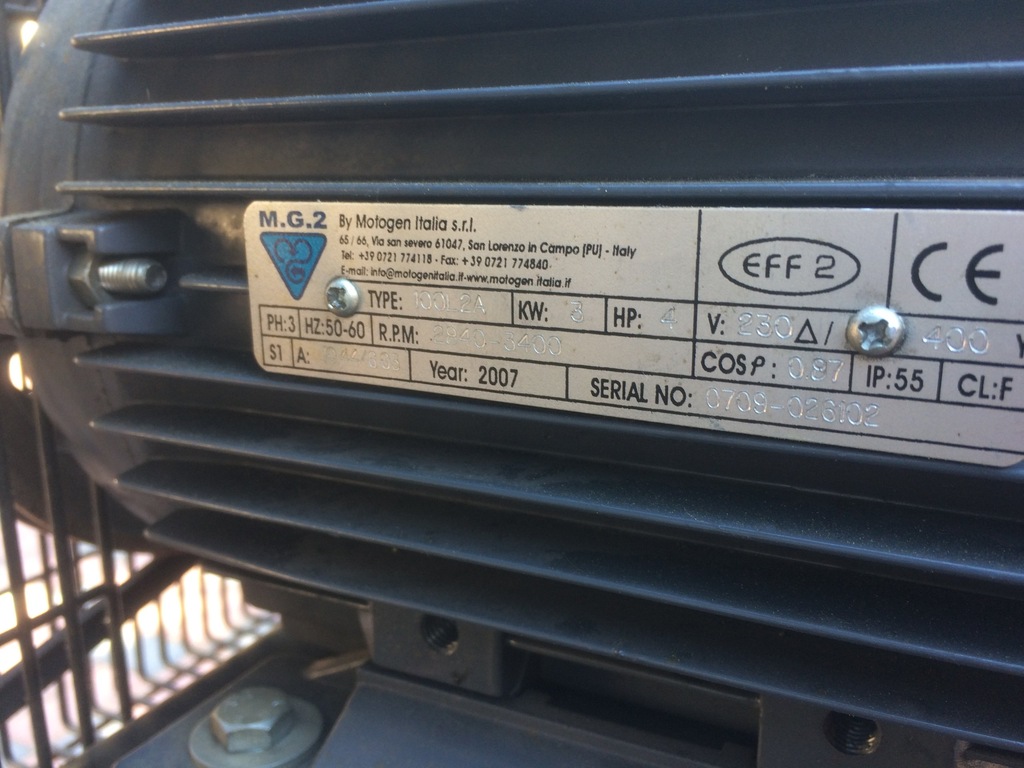 M.G.2 By Motogen Italia s.r.l.
65 / 66, Via san severo 61047, San Lorenzo in Campo [PU] - Italy
Tel: +39 0721 774118 - Fax: +39 0721 774840
E-mail: info@motogenitalia.it-www.motogen italia.it
EFF 2
CE
TYPE: 100L2A KW: 3 HP: 4 V: 230Δ/ 400 Y
PH:3 HZ:50-60 R.P.M: 2840-3400 COSρ: 0.87 IP:55 CL:F
S1 A: Year: 2007 SERIAL NO: 0708-026102